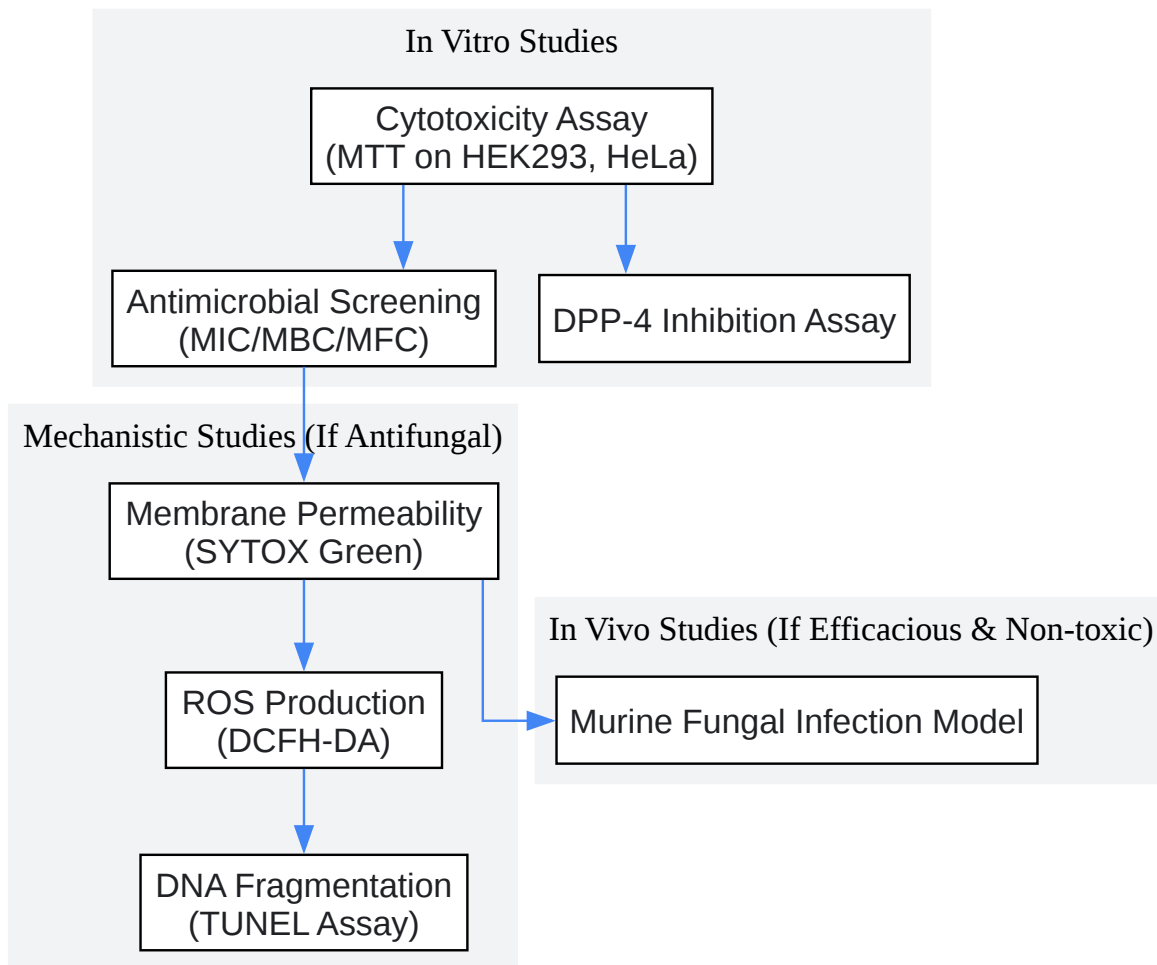 In Vitro Studies
Cytotoxicity Assay
(MTT on HEK293, HeLa)
Antimicrobial Screening
(MIC/MBC/MFC)
DPP-4 Inhibition Assay
Mechanistic Studies (If Antifungal)
Membrane Permeability
(SYTOX Green)
In Vivo Studies (If Efficacious & Non-toxic)
Murine Fungal Infection Model
ROS Production
(DCFH-DA)
DNA Fragmentation
(TUNEL Assay)